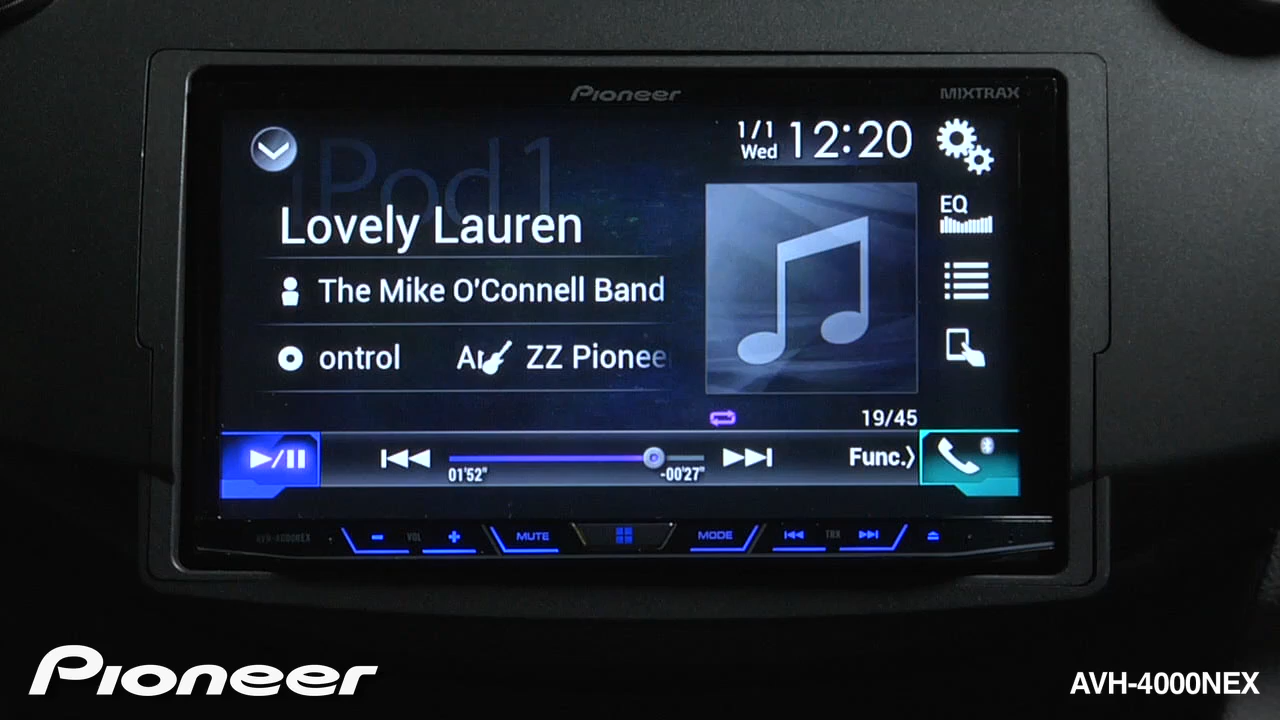 Pioneer
MIXTRAX
iPod1
1/1
Wed
12:20
Lovely Lauren
EQ
The Mike O'Connell Band
ontrol
ZZ Pionee
19/45
01'52"
-00'27"
Func.
AVH-4000NEX
VOL
MUTE
MODE
TRK
Pioneer
AVH-4000NEX